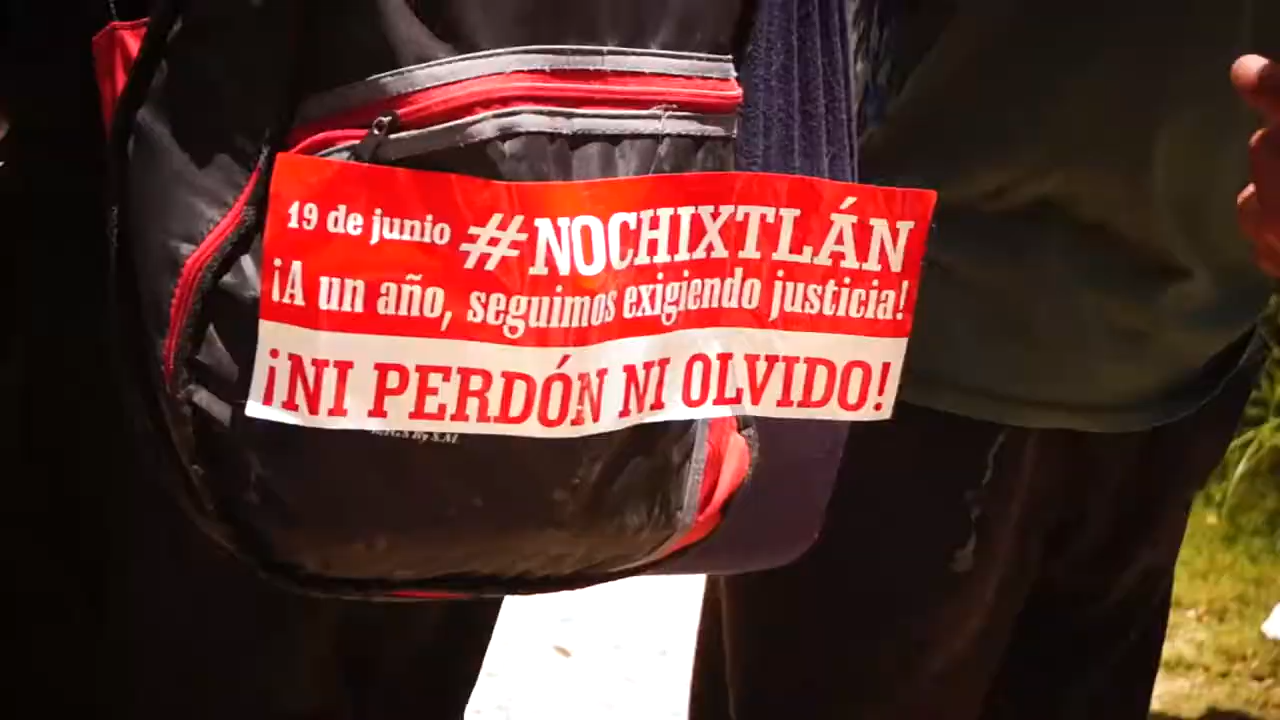 19 de junio #NOCHIXTLÁN
¡A un año, seguimos exigiendo justicia!
¡NI PERDÓN NI OLVIDO!